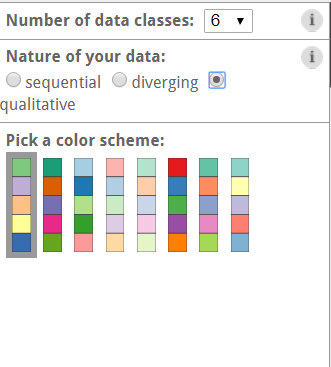 Number of data classes: 6
Nature of your data:
sequential diverging
qualitative
Pick a color scheme: